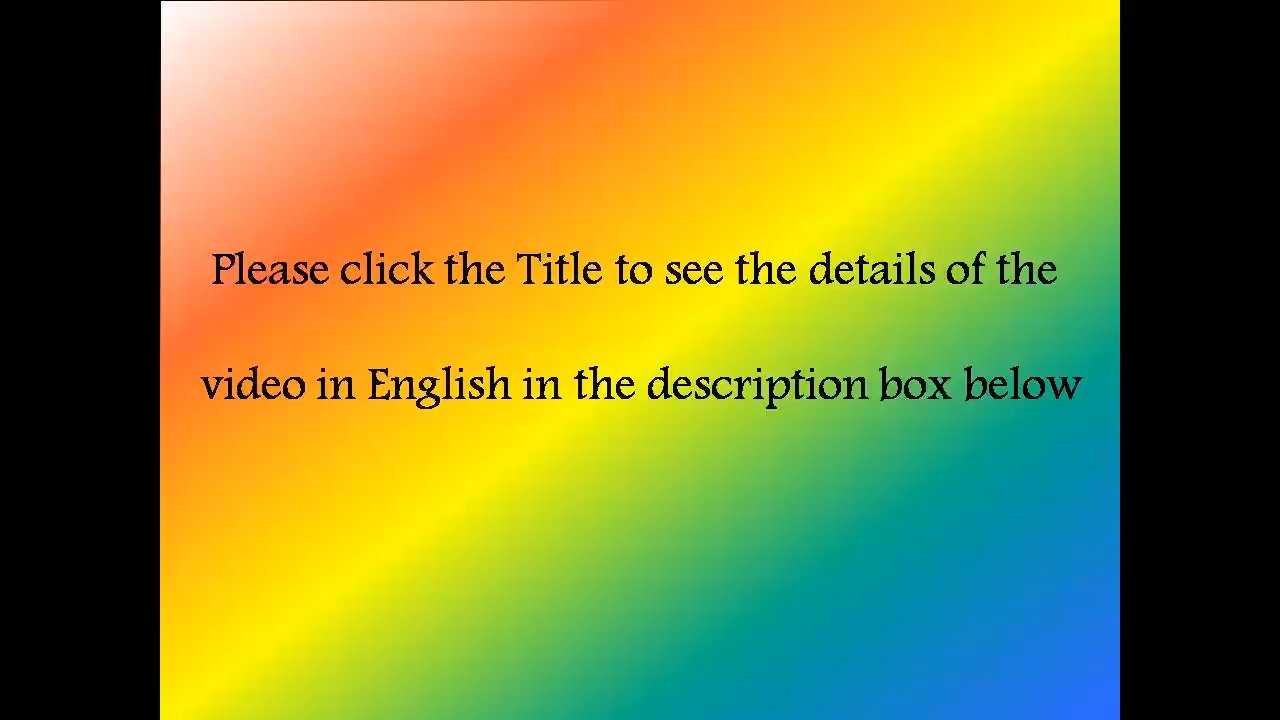 Please click the Title to see the details of the
video in English in the description box below